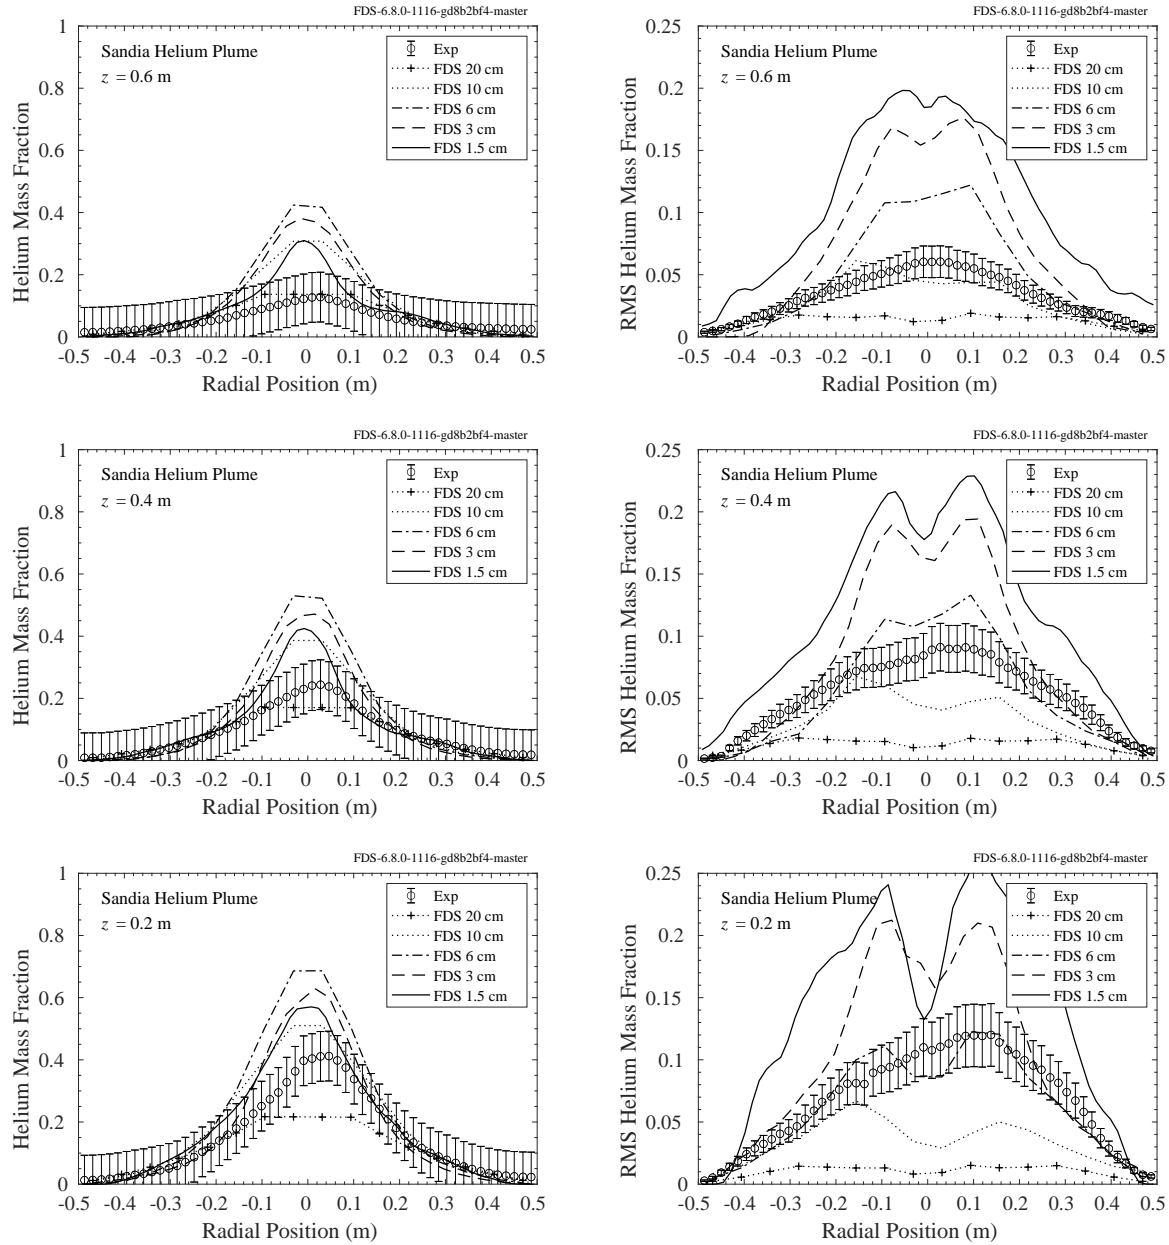 FDS-6.8.0-1116-gd8b2bf4-master
Sandia Helium Plume
z = 0.6 m
Exp
FDS 20 cm
FDS 10 cm
FDS 6 cm
FDS 3 cm
FDS 1.5 cm
1
0.8
0.6
0.4
0.2
0
Helium Mass Fraction
-0.5 -0.4 -0.3 -0.2 -0.1 0 0.1 0.2 0.3 0.4 0.5
Radial Position (m)
FDS-6.8.0-1116-gd8b2bf4-master
Sandia Helium Plume
z = 0.6 m
Exp
FDS 20 cm
FDS 10 cm
FDS 6 cm
FDS 3 cm
FDS 1.5 cm
0.25
0.2
0.15
0.1
0.05
0
RMS Helium Mass Fraction
-0.5 -0.4 -0.3 -0.2 -0.1 0 0.1 0.2 0.3 0.4 0.5
Radial Position (m)
FDS-6.8.0-1116-gd8b2bf4-master
Sandia Helium Plume
z = 0.4 m
Exp
FDS 20 cm
FDS 10 cm
FDS 6 cm
FDS 3 cm
FDS 1.5 cm
1
0.8
0.6
0.4
0.2
0
Helium Mass Fraction
-0.5 -0.4 -0.3 -0.2 -0.1 0 0.1 0.2 0.3 0.4 0.5
Radial Position (m)
FDS-6.8.0-1116-gd8b2bf4-master
Sandia Helium Plume
z = 0.4 m
Exp
FDS 20 cm
FDS 10 cm
FDS 6 cm
FDS 3 cm
FDS 1.5 cm
0.25
0.2
0.15
0.1
0.05
0
RMS Helium Mass Fraction
-0.5 -0.4 -0.3 -0.2 -0.1 0 0.1 0.2 0.3 0.4 0.5
Radial Position (m)
FDS-6.8.0-1116-gd8b2bf4-master
Sandia Helium Plume
z = 0.2 m
Exp
FDS 20 cm
FDS 10 cm
FDS 6 cm
FDS 3 cm
FDS 1.5 cm
1
0.8
0.6
0.4
0.2
0
Helium Mass Fraction
-0.5 -0.4 -0.3 -0.2 -0.1 0 0.1 0.2 0.3 0.4 0.5
Radial Position (m)
FDS-6.8.0-1116-gd8b2bf4-master
Sandia Helium Plume
z = 0.2 m
Exp
FDS 20 cm
FDS 10 cm
FDS 6 cm
FDS 3 cm
FDS 1.5 cm
0.25
0.2
0.15
0.1
0.05
0
RMS Helium Mass Fraction
-0.5 -0.4 -0.3 -0.2 -0.1 0 0.1 0.2 0.3 0.4 0.5
Radial Position (m)